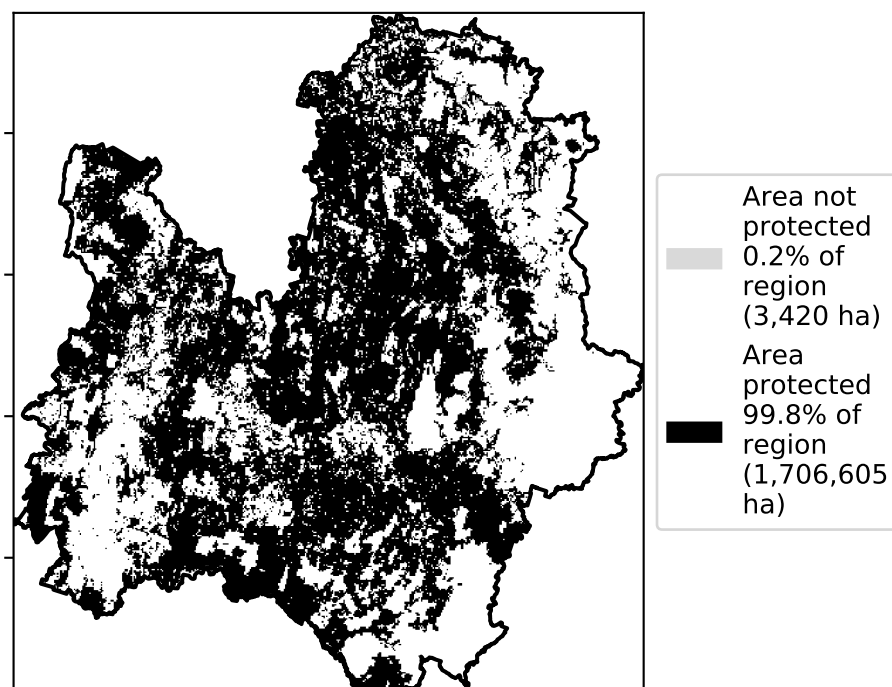 Area not
protected
0.2% of
region
(3,420 ha)
Area
protected
99.8% of
region
(1,706,605
ha)